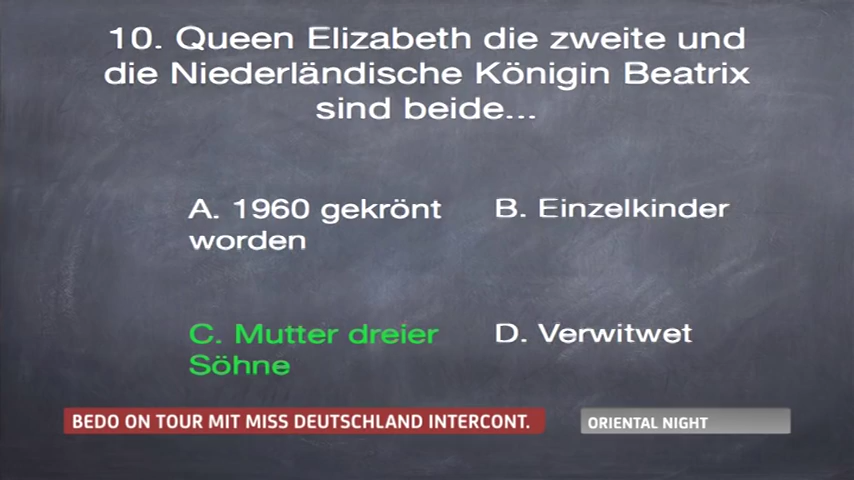 10. Queen Elizabeth die zweite und
die Niederländische Königin Beatrix
sind beide...
A. 1960 gekrönt
worden
B. Einzelkinder
C. Mutter dreier
Söhne
D. Verwitwet
BEDO ON TOUR MIT MISS DEUTSCHLAND INTERCONT.
ORIENTAL NIGHT